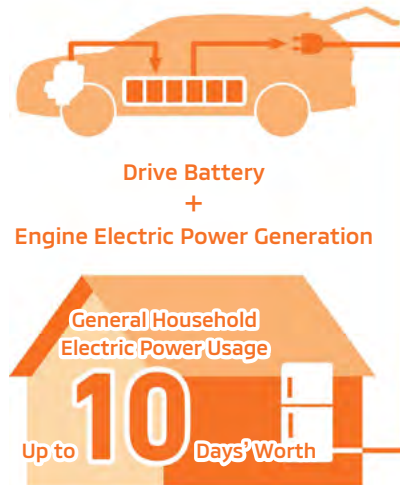 Drive Battery
+
Engine Electric Power Generation
General Household
Electric Power Usage
Up to 10 Days' Worth